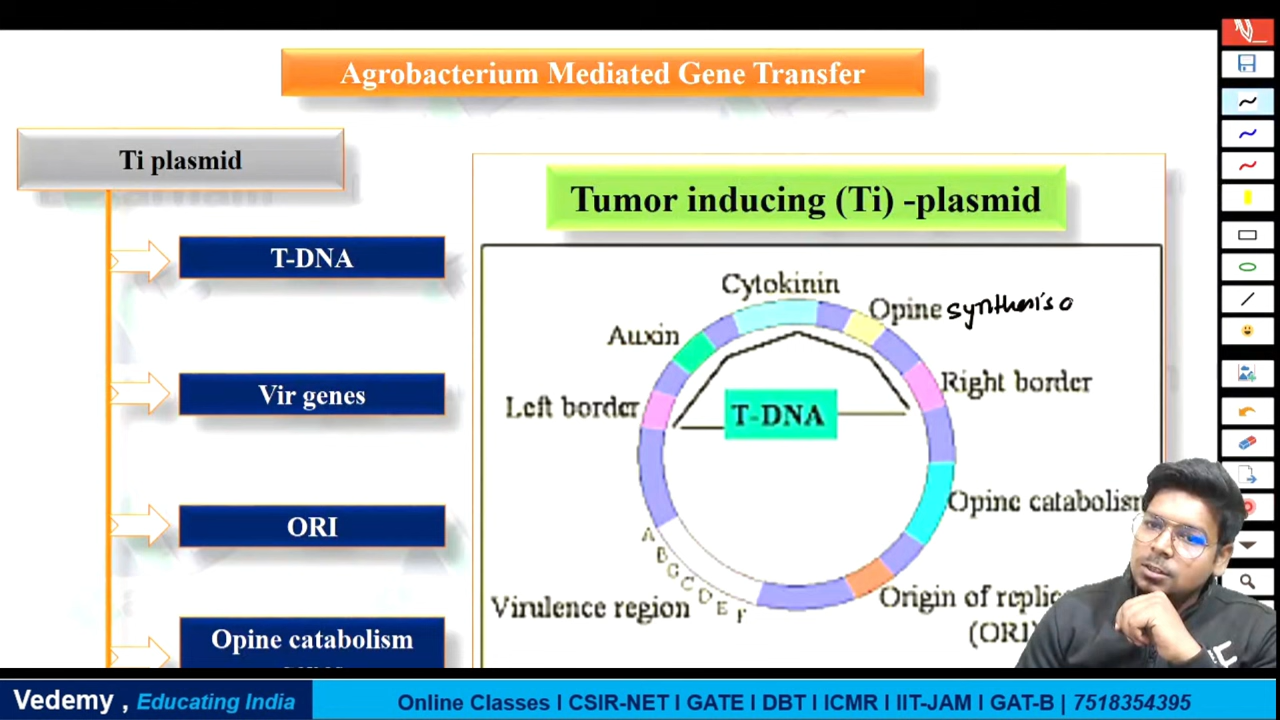 Agrobacterium Mediated Gene Transfer
Ti plasmid
T-DNA
Vir genes
ORI
Opine catabolism
Tumor inducing (Ti) -plasmid
Cytokinin
Opine synthesis
Auxin
Right border
Left border
T-DNA
Opine catabolism
A
B
G
C
D
E
F
Virulence region
Origin of replic
(ORI)
Vedemy , Educating India
Online Classes I CSIR-NET I GATE I DBT I ICMR I IIT-JAM I GAT-B | 7518354395